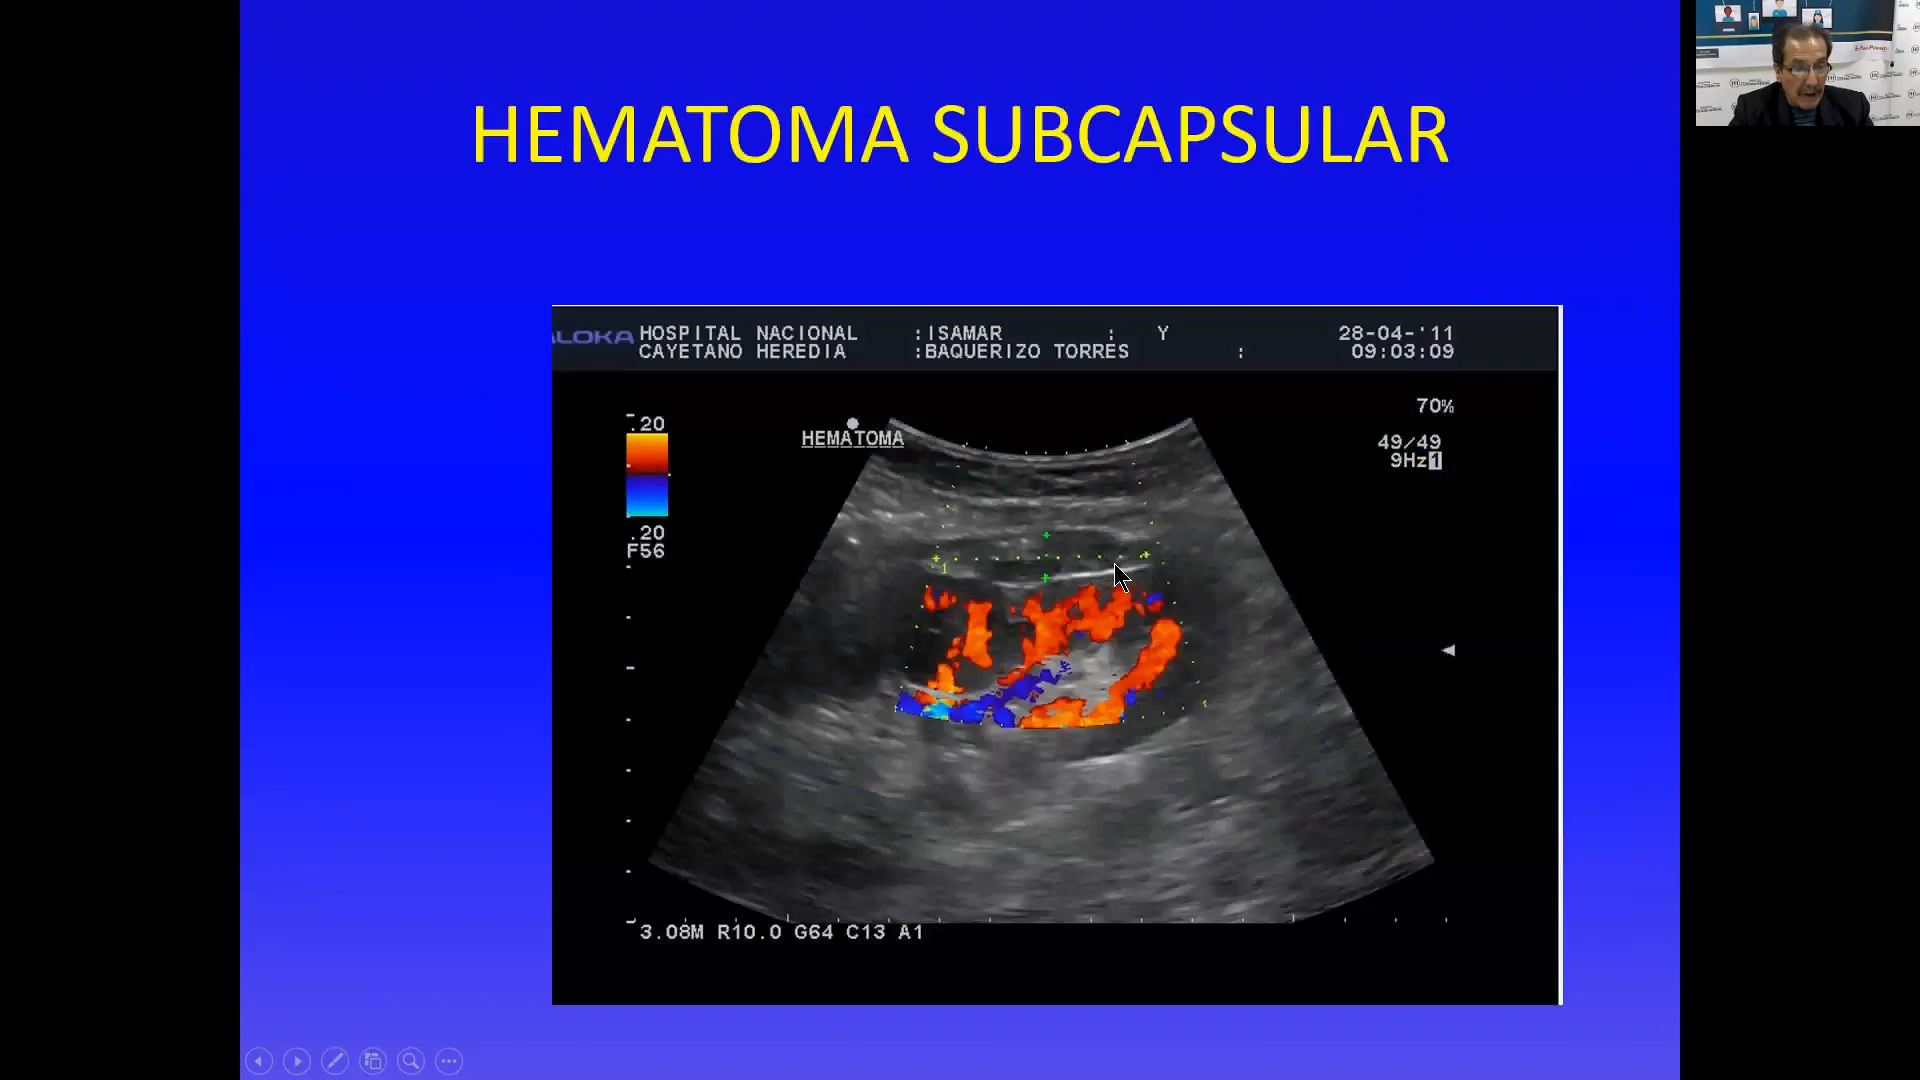 HEMATOMA SUBCAPSULAR
ALOKA HOSPITAL NACIONAL :ISAMAR : Y 28-04-'11
CAYETANO HEREDIA :BAQUERIZO TORRES : 09:03:09
70%
.20
HEMATOMA
49/49
9Hz1
.20
F56
1
3.08M R10.0 G64 C13 A1